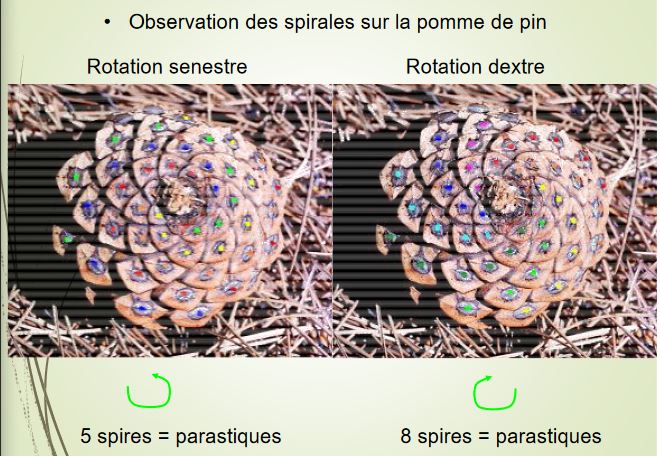 • Observation des spirales sur la pomme de pin
Rotation senestre
Rotation dextre
5 spires = parastiques
8 spires = parastiques